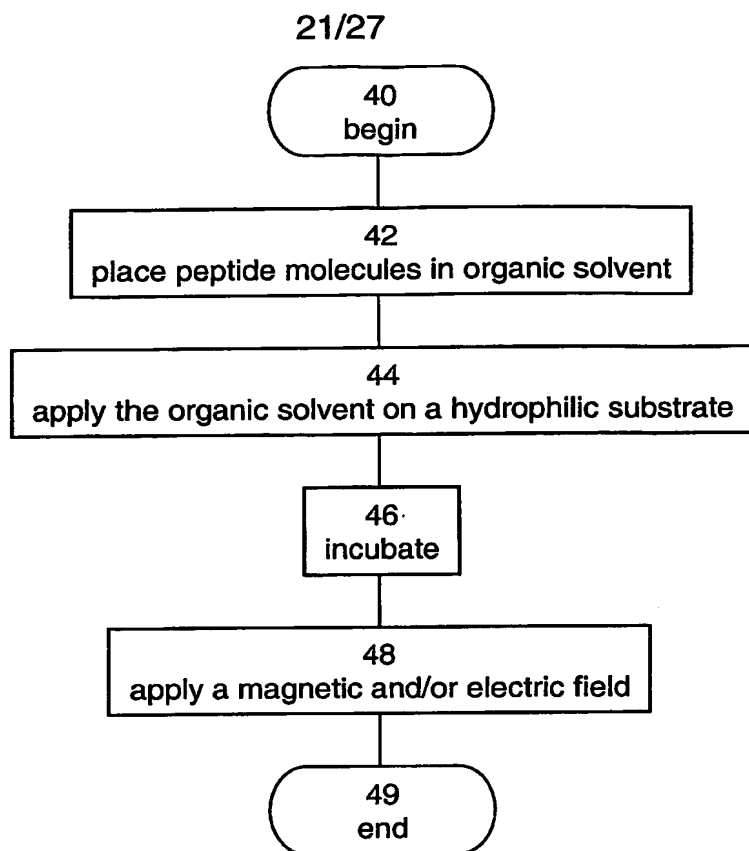 21/27
40
begin
42
place peptide molecules in organic solvent
44
apply the organic solvent on a hydrophilic substrate
46
incubate
48
apply a magnetic and/or electric field
49
end